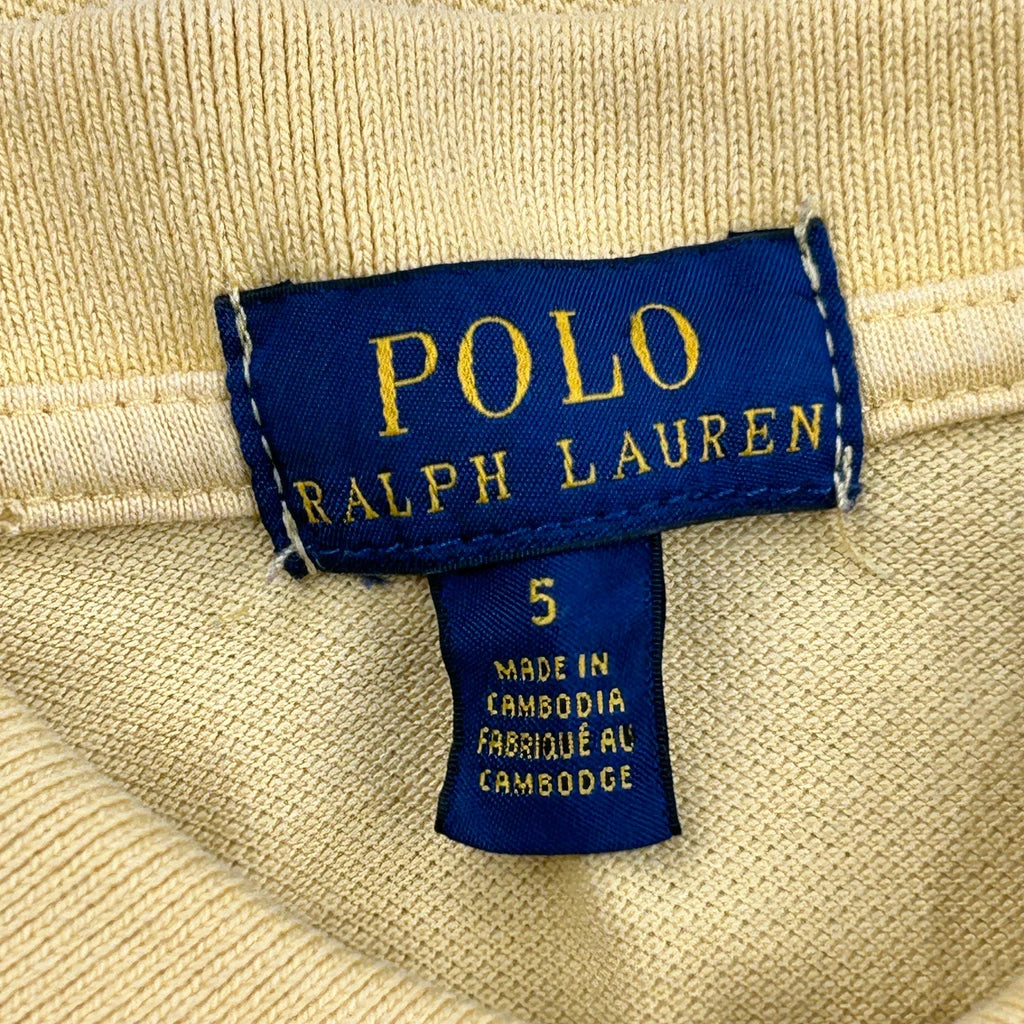 POLO
RALPH LAUREN
5
MADE IN
CAMBODIA
FABRIQUÉ AU
CAMBODGE